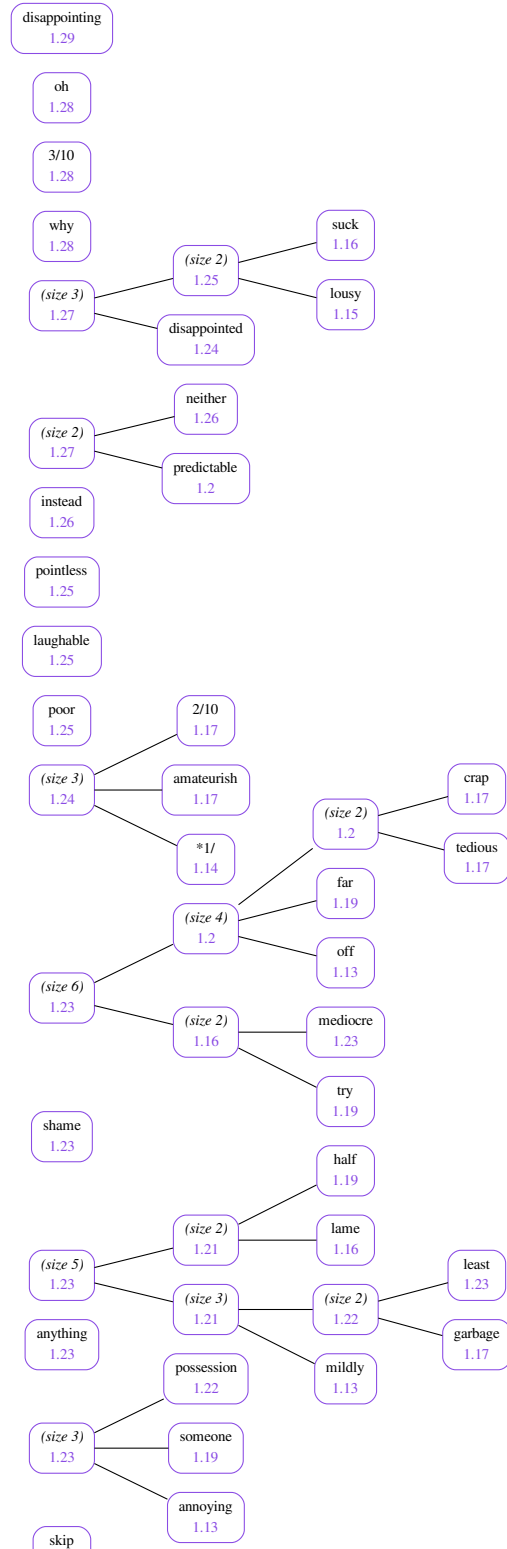 disappointing
1.29
oh
1.28
3/10
1.28
why
1.28
(size 3)
1.27
(size 2)
1.25
suck
1.16
lousy
1.15
disappointed
1.24
(size 2)
1.27
neither
1.26
predictable
1.2
instead
1.26
pointless
1.25
laughable
1.25
poor
1.25
(size 3)
1.24
2/10
1.17
amateurish
1.17
*1/
1.14
(size 6)
1.23
(size 4)
1.2
(size 2)
1.2
crap
1.17
tedious
1.17
far
1.19
off
1.13
(size 2)
1.16
mediocre
1.23
try
1.19
shame
1.23
(size 5)
1.23
(size 2)
1.21
half
1.19
lame
1.16
(size 3)
1.21
(size 2)
1.22
least
1.23
garbage
1.17
mildly
1.13
anything
1.23
(size 3)
1.23
possession
1.22
someone
1.19
annoying
1.13
skip